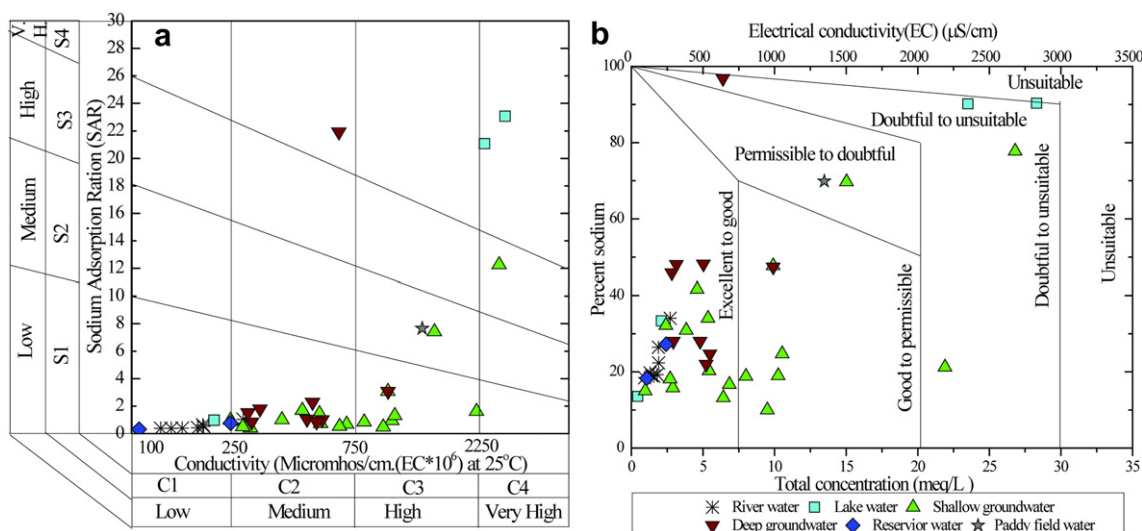 a
V. H.
S4
High
S3
Medium
S2
Low
S1
Sodium Adsorption Ration (SAR)
30
28
26
24
22
20
18
16
14
12
10
8
6
4
2
0
100 250 750 2250
Conductivity (Micromhos/cm.(EC*10⁶) at 25°C)
C1 C2 C3 C4
Low Medium High Very High
b
Electrical conductivity(EC) (μS/cm)
0 500 1000 1500 2000 2500 3000 3500
Percent sodium
100
80
60
40
20
0
Unsuitable
Doubtful to unsuitable
Permissible to doubtful
Excellent to good
Good to permissible
Doubtful to unsuitable
Unsuitable
0 5 10 15 20 25 30 35
Total concentration (meq/L)
River water Lake water Shallow groundwater
Deep groundwater Reservior water Paddy field water